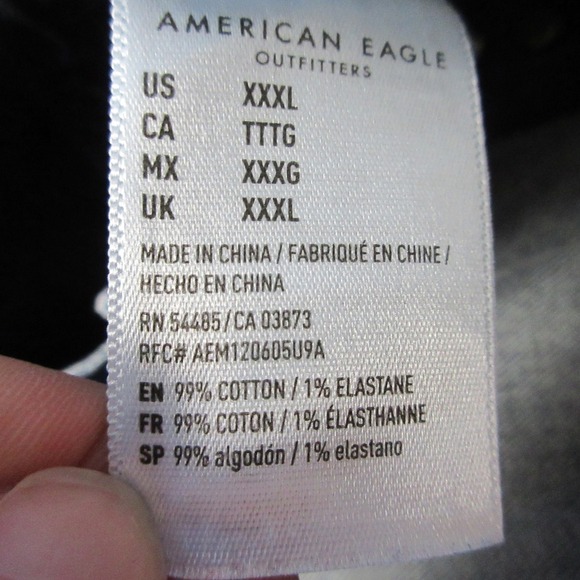 AMERICAN EAGLE
OUTFITTERS
US XXXL
CA TTTG
MX XXXG
UK XXXL
MADE IN CHINA / FABRIQUÉ EN CHINE /
HECHO EN CHINA
RN 54485/CA 03873
RFC# AEM120605U9A
EN 99% COTTON / 1% ELASTANE
FR 99% COTON / 1% ÉLASTHANNE
SP 99% algodón / 1% elastano